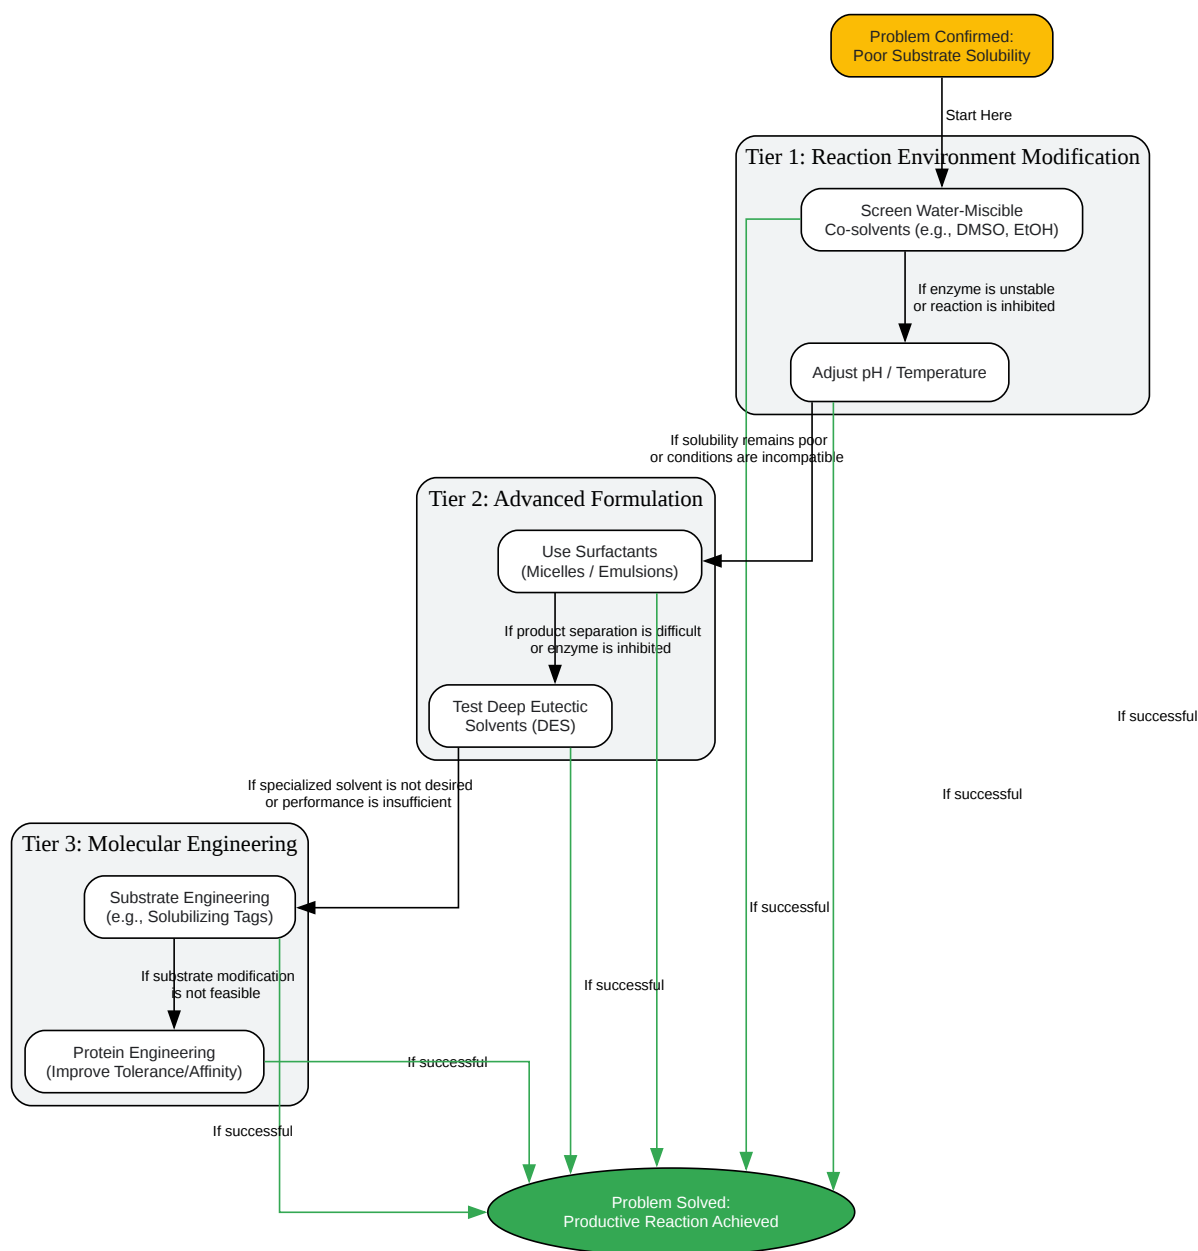 Problem Confirmed:
Poor Substrate Solubility
Start Here
Tier 1: Reaction Environment Modification
Screen Water-Miscible
Co-solvents (e.g., DMSO, EtOH)
If enzyme is unstable
or reaction is inhibited
Adjust pH / Temperature
If solubility remains poor
or conditions are incompatible
Tier 2: Advanced Formulation
Use Surfactants
(Micelles / Emulsions)
If product separation is difficult
or enzyme is inhibited
Test Deep Eutectic
Solvents (DES)
If successful
If specialized solvent is not desired
or performance is insufficient
If successful
Tier 3: Molecular Engineering
Substrate Engineering
(e.g., Solubilizing Tags)
If successful
If substrate modification
is not feasible
If successful
Protein Engineering
(Improve Tolerance/Affinity)
If successful
If successful
Problem Solved:
Productive Reaction Achieved